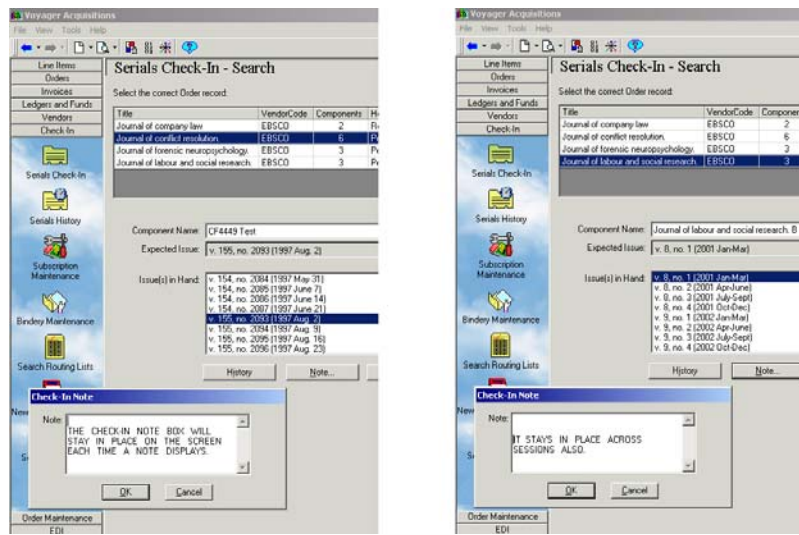 Voyager Acquisitions
File View Tools Help
Line Items
Orders
Invoices
Ledgers and Funds
Vendors
Check-In
Serials Check-In
Serials History
Subscription
Maintenance
Bindery Maintenance
Search Routing Lists
New
Order Maintenance
EDI
Serials Check-In - Search
Select the correct Order record:
Title VendorCode Components
Journal of company law EBSCO 2
Journal of conflict resolution. EBSCO 6
Journal of forensic neuropsychology. EBSCO 3
Journal of labour and social research. EBSCO 3
Component Name: CF4449 Test
Expected Issue: v. 155, no. 2093 (1997 Aug. 2)
Issue(s) in Hand: v. 154, no. 2084 (1997 May 31)
v. 154, no. 2085 (1997 June 7)
v. 154, no. 2086 (1997 June 14)
v. 154, no. 2087 (1997 June 21)
v. 155, no. 2093 (1997 Aug. 2)
v. 155, no. 2094 (1997 Aug. 9)
v. 155, no. 2095 (1997 Aug. 16)
v. 155, no. 2096 (1997 Aug. 23)
History Note...
Check-In Note
Note:
THE CHECK-IN NOTE BOX WILL
STAY IN PLACE ON THE SCREEN
EACH TIME A NOTE DISPLAYS.
OK Cancel
Voyager Acquisitions
File View Tools Help
Line Items
Orders
Invoices
Ledgers and Funds
Vendors
Check-In
Serials Check-In
Serials History
Subscription
Maintenance
Bindery Maintenance
Search Routing Lists
New
Order Maintenance
EDI
Serials Check-In - Search
Select the correct Order record:
Title VendorCode Componen
Journal of company law EBSCO 2
Journal of conflict resolution. EBSCO 6
Journal of forensic neuropsychology. EBSCO 3
Journal of labour and social research. EBSCO 3
Component Name: Journal of labour and social research. B
Expected Issue: v. 8, no. 1 (2001 Jan-Mar)
Issue(s) in Hand: v. 8, no. 1 (2001 Jan-Mar)
v. 8, no. 2 (2001 Apr-June)
v. 8, no. 3 (2001 July-Sept)
v. 8, no. 4 (2001 Oct-Dec)
v. 9, no. 1 (2002 Jan-Mar)
v. 9, no. 2 (2002 Apr-June)
v. 9, no. 3 (2002 July-Sept)
v. 9, no. 4 (2002 Oct-Dec)
History Note...
Check-In Note
Note:
IT STAYS IN PLACE ACROSS
SESSIONS ALSO.
OK Cancel